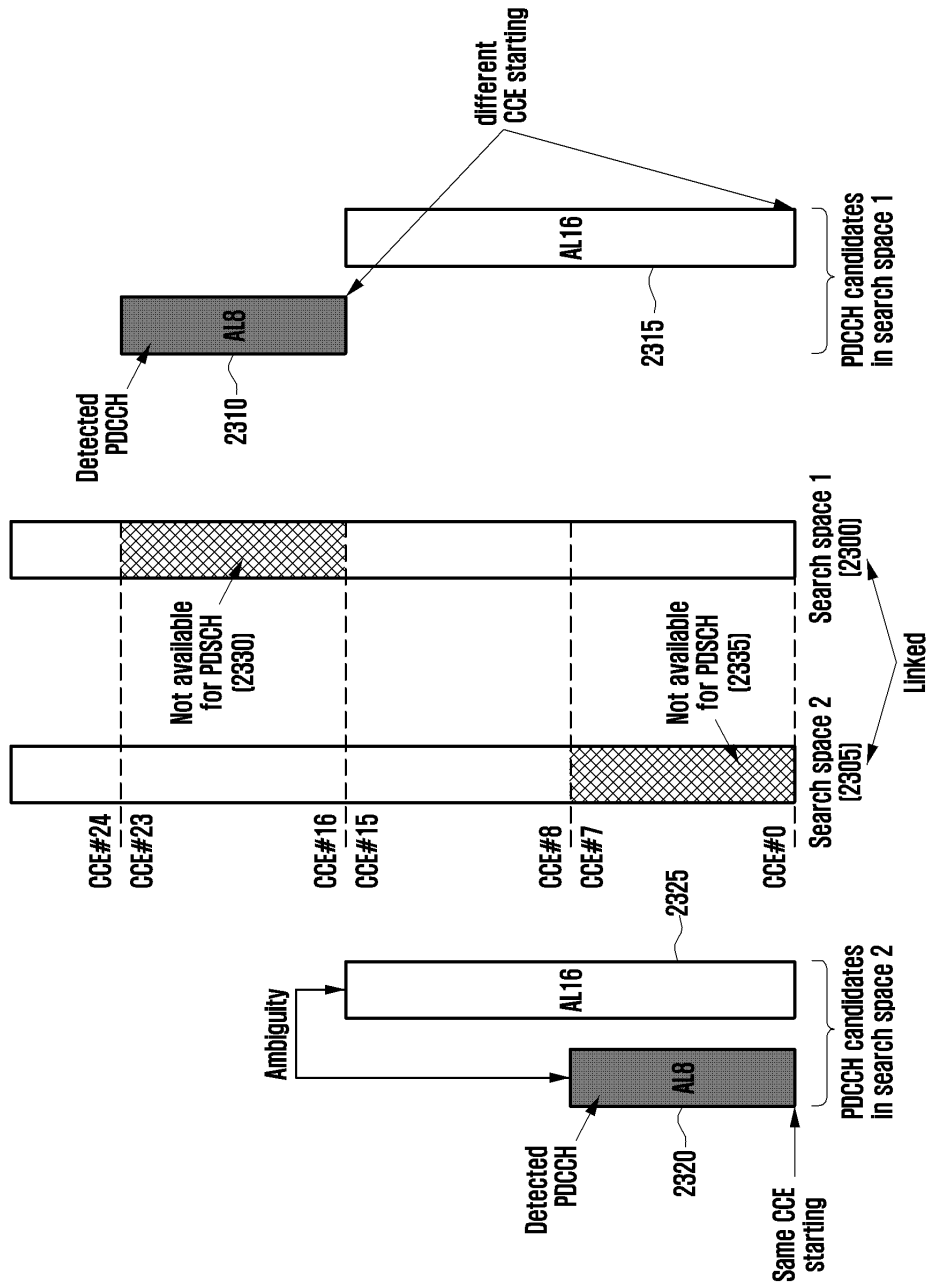 Detected
PDCCH
AL8
2310
AL16
2315
different
CCE starting
PDCCH candidates
in search space 1
Not available
for PDSCH
(2330)
Not available
for PDSCH
(2335)
CCE#24
CCE#23
CCE#16
CCE#15
CCE#8
CCE#7
CCE#0
Search space 2
(2305)
Search space 1
(2300)
Linked
Ambiguity
Detected
PDCCH
AL8
2320
AL16
2325
Same CCE
starting
PDCCH candidates
in search space 2